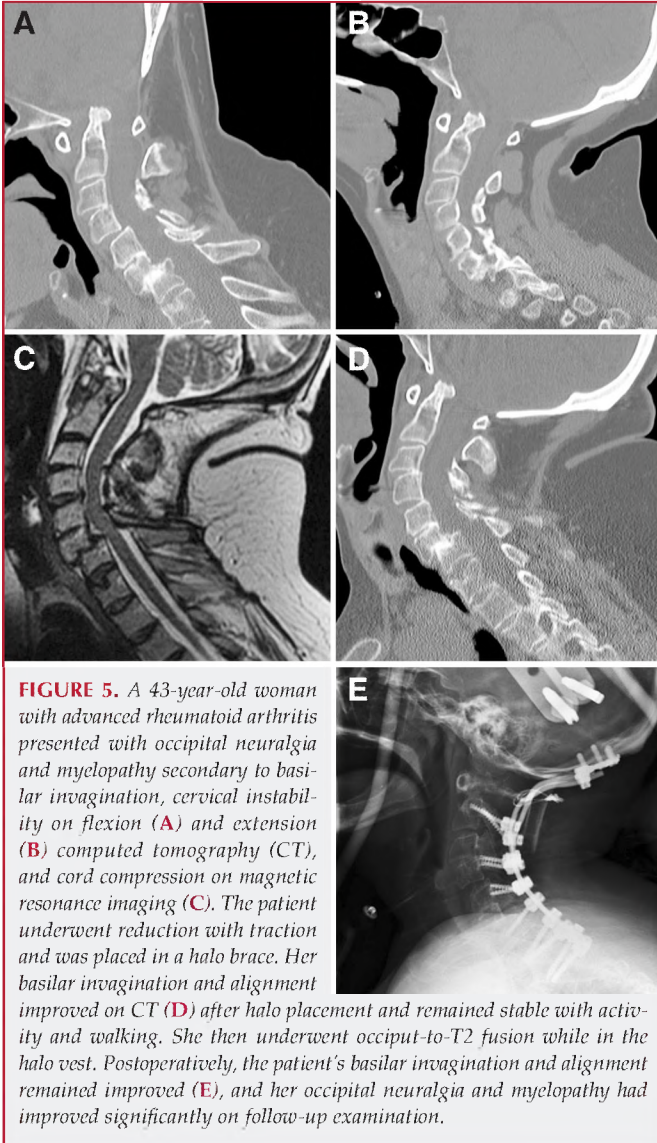 A
B
C
D
E
FIGURE 5. A 43-year-old woman
with advanced rheumatoid arthritis
presented with occipital neuralgia
and myelopathy secondary to basi-
lar invagination, cervical instabil-
ity on flexion (A) and extension
(B) computed tomography (CT),
and cord compression on magnetic
resonance imaging (C). The patient
underwent reduction with traction
and was placed in a halo brace. Her
basilar invagination and alignment
improved on CT (D) after halo placement and remained stable with activ-
ity and walking. She then underwent occiput-to-T2 fusion while in the
halo vest. Postoperatively, the patient's basilar invagination and alignment
remained improved (E), and her occipital neuralgia and myelopathy had
improved significantly on follow-up examination.